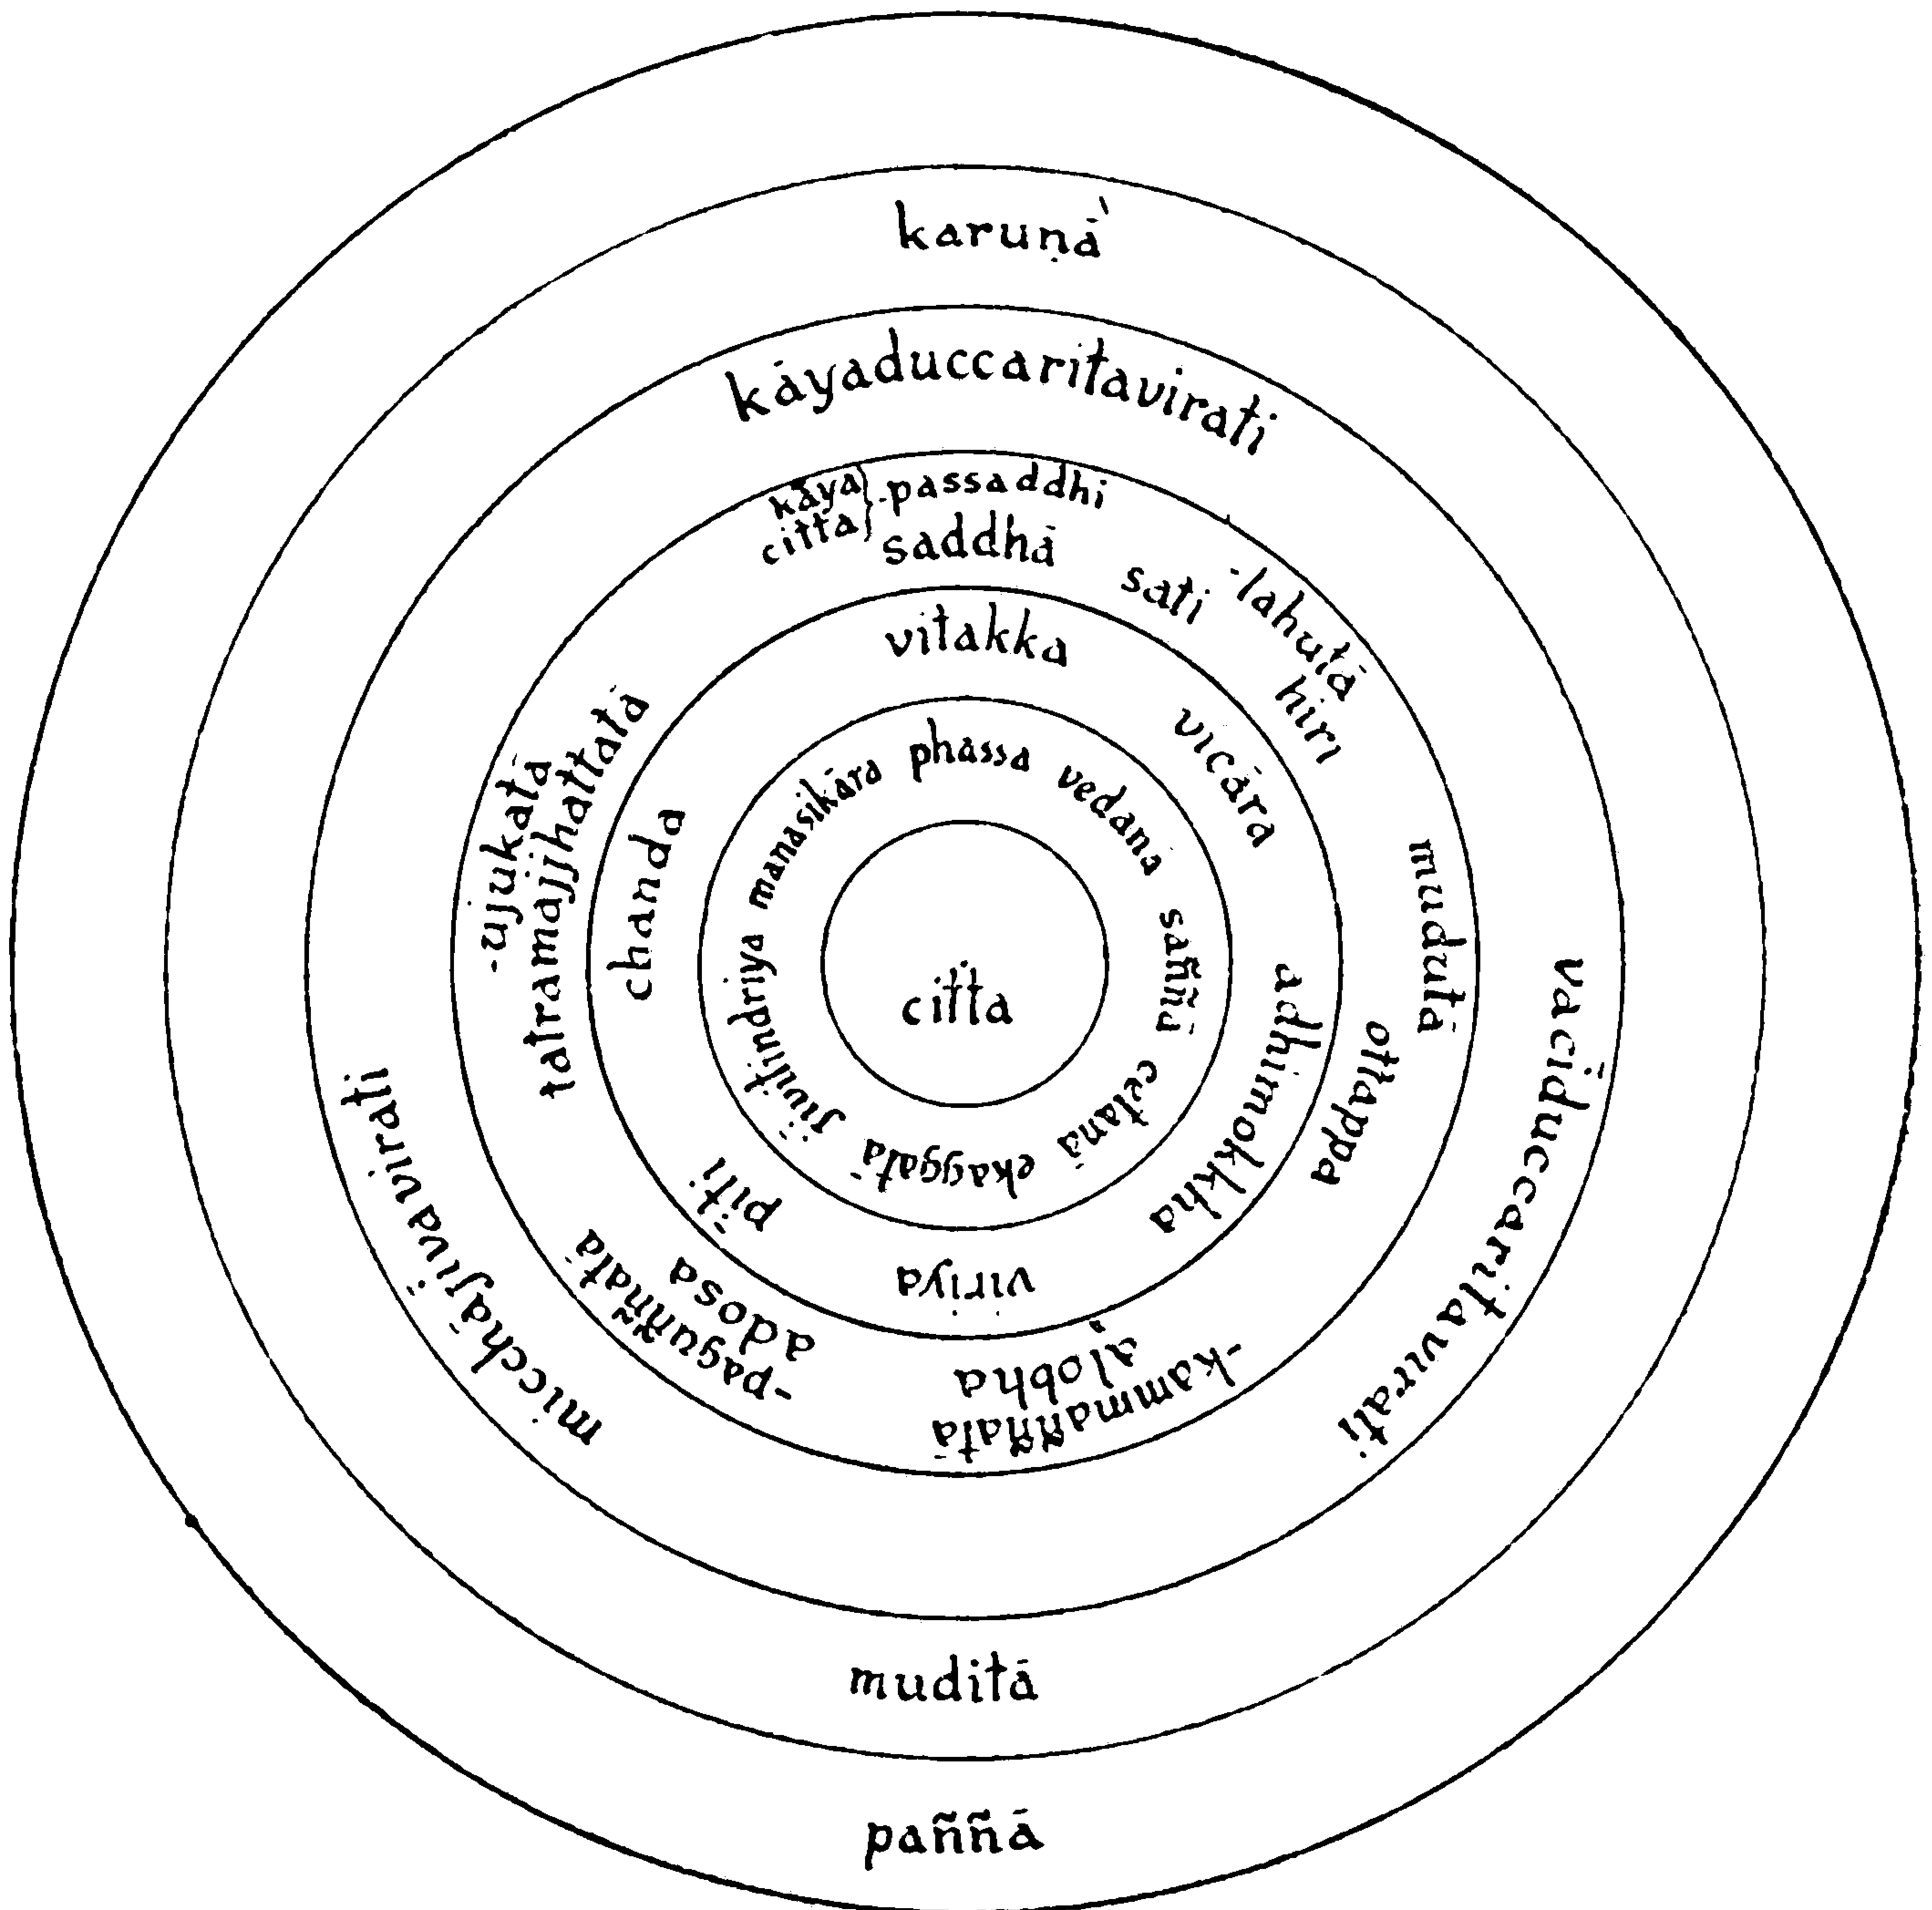 karuṇā
kāyaduccaritavirati
vacīduccaritavirati
micchājīvavirati
kāya
citta
-passaddhi
-lahutā
mudutā
-kammaññatā
-paguññatā
-ujukatā
saddhā
sati
hiri
ottappa
alobha
adosa
tatramajjhattatā
vitakka
vicāra
adhimokkha
viriya
pīti
chanda
phassa
vedanā
saññā
cetanā
ekaggatā
jīvitindriya
manasikāra
citta
muditā
paññā